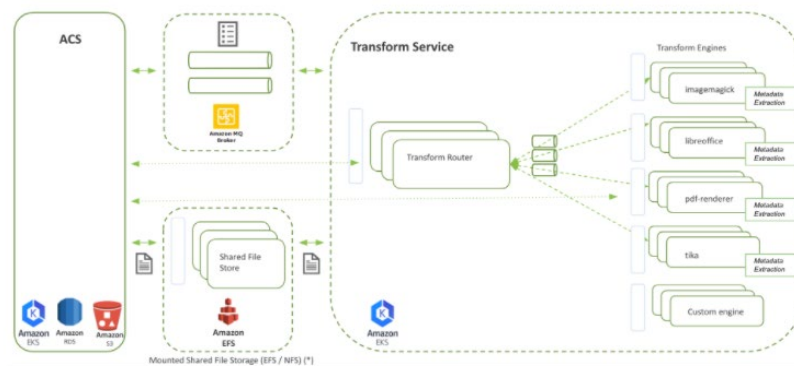 ACS
Transform Service
Transform Engines
imagemagick
Metadata
Extraction
Amazon MQ
Broker
libreoffice
Metadata
Extraction
Transform Router
pdf-renderer
Metadata
Extraction
Shared File
Store
tika
Metadata
Extraction
Custom engine
Amazon
EKS
Amazon
RDS
Amazon
S3
Amazon
EFS
Amazon
EKS
Mounted Shared File Storage (EFS / NFS) (*)